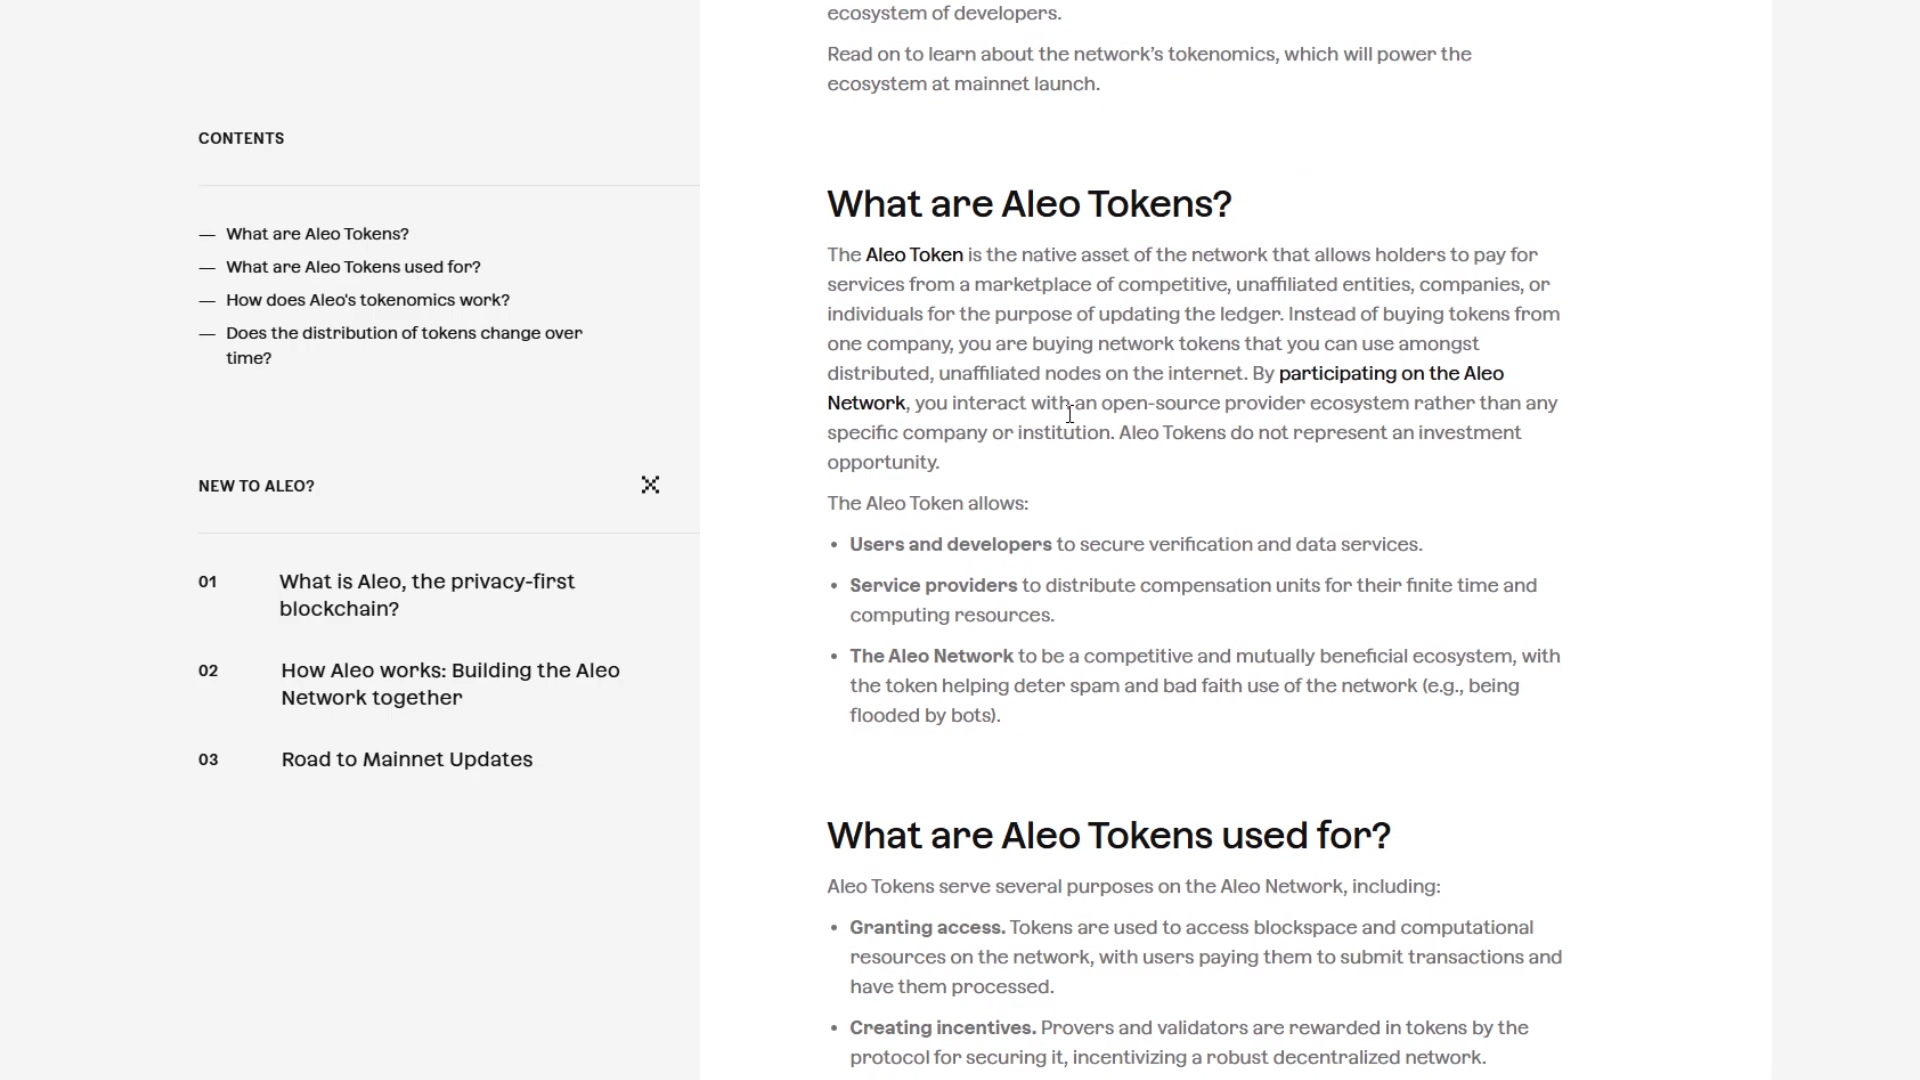 CONTENTS
— What are Aleo Tokens?
— What are Aleo Tokens used for?
— How does Aleo's tokenomics work?
— Does the distribution of tokens change over
time?
NEW TO ALEO?
01 What is Aleo, the privacy-first
blockchain?
02 How Aleo works: Building the Aleo
Network together
03 Road to Mainnet Updates
ecosystem of developers.
Read on to learn about the network’s tokenomics, which will power the
ecosystem at mainnet launch.
What are Aleo Tokens?
The Aleo Token is the native asset of the network that allows holders to pay for
services from a marketplace of competitive, unaffiliated entities, companies, or
individuals for the purpose of updating the ledger. Instead of buying tokens from
one company, you are buying network tokens that you can use amongst
distributed, unaffiliated nodes on the internet. By participating on the Aleo
Network, you interact with an open-source provider ecosystem rather than any
specific company or institution. Aleo Tokens do not represent an investment
opportunity.
The Aleo Token allows:
• Users and developers to secure verification and data services.
• Service providers to distribute compensation units for their finite time and
computing resources.
• The Aleo Network to be a competitive and mutually beneficial ecosystem, with
the token helping deter spam and bad faith use of the network (e.g., being
flooded by bots).
What are Aleo Tokens used for?
Aleo Tokens serve several purposes on the Aleo Network, including:
• Granting access. Tokens are used to access blockspace and computational
resources on the network, with users paying them to submit transactions and
have them processed.
• Creating incentives. Provers and validators are rewarded in tokens by the
protocol for securing it, incentivizing a robust decentralized network.